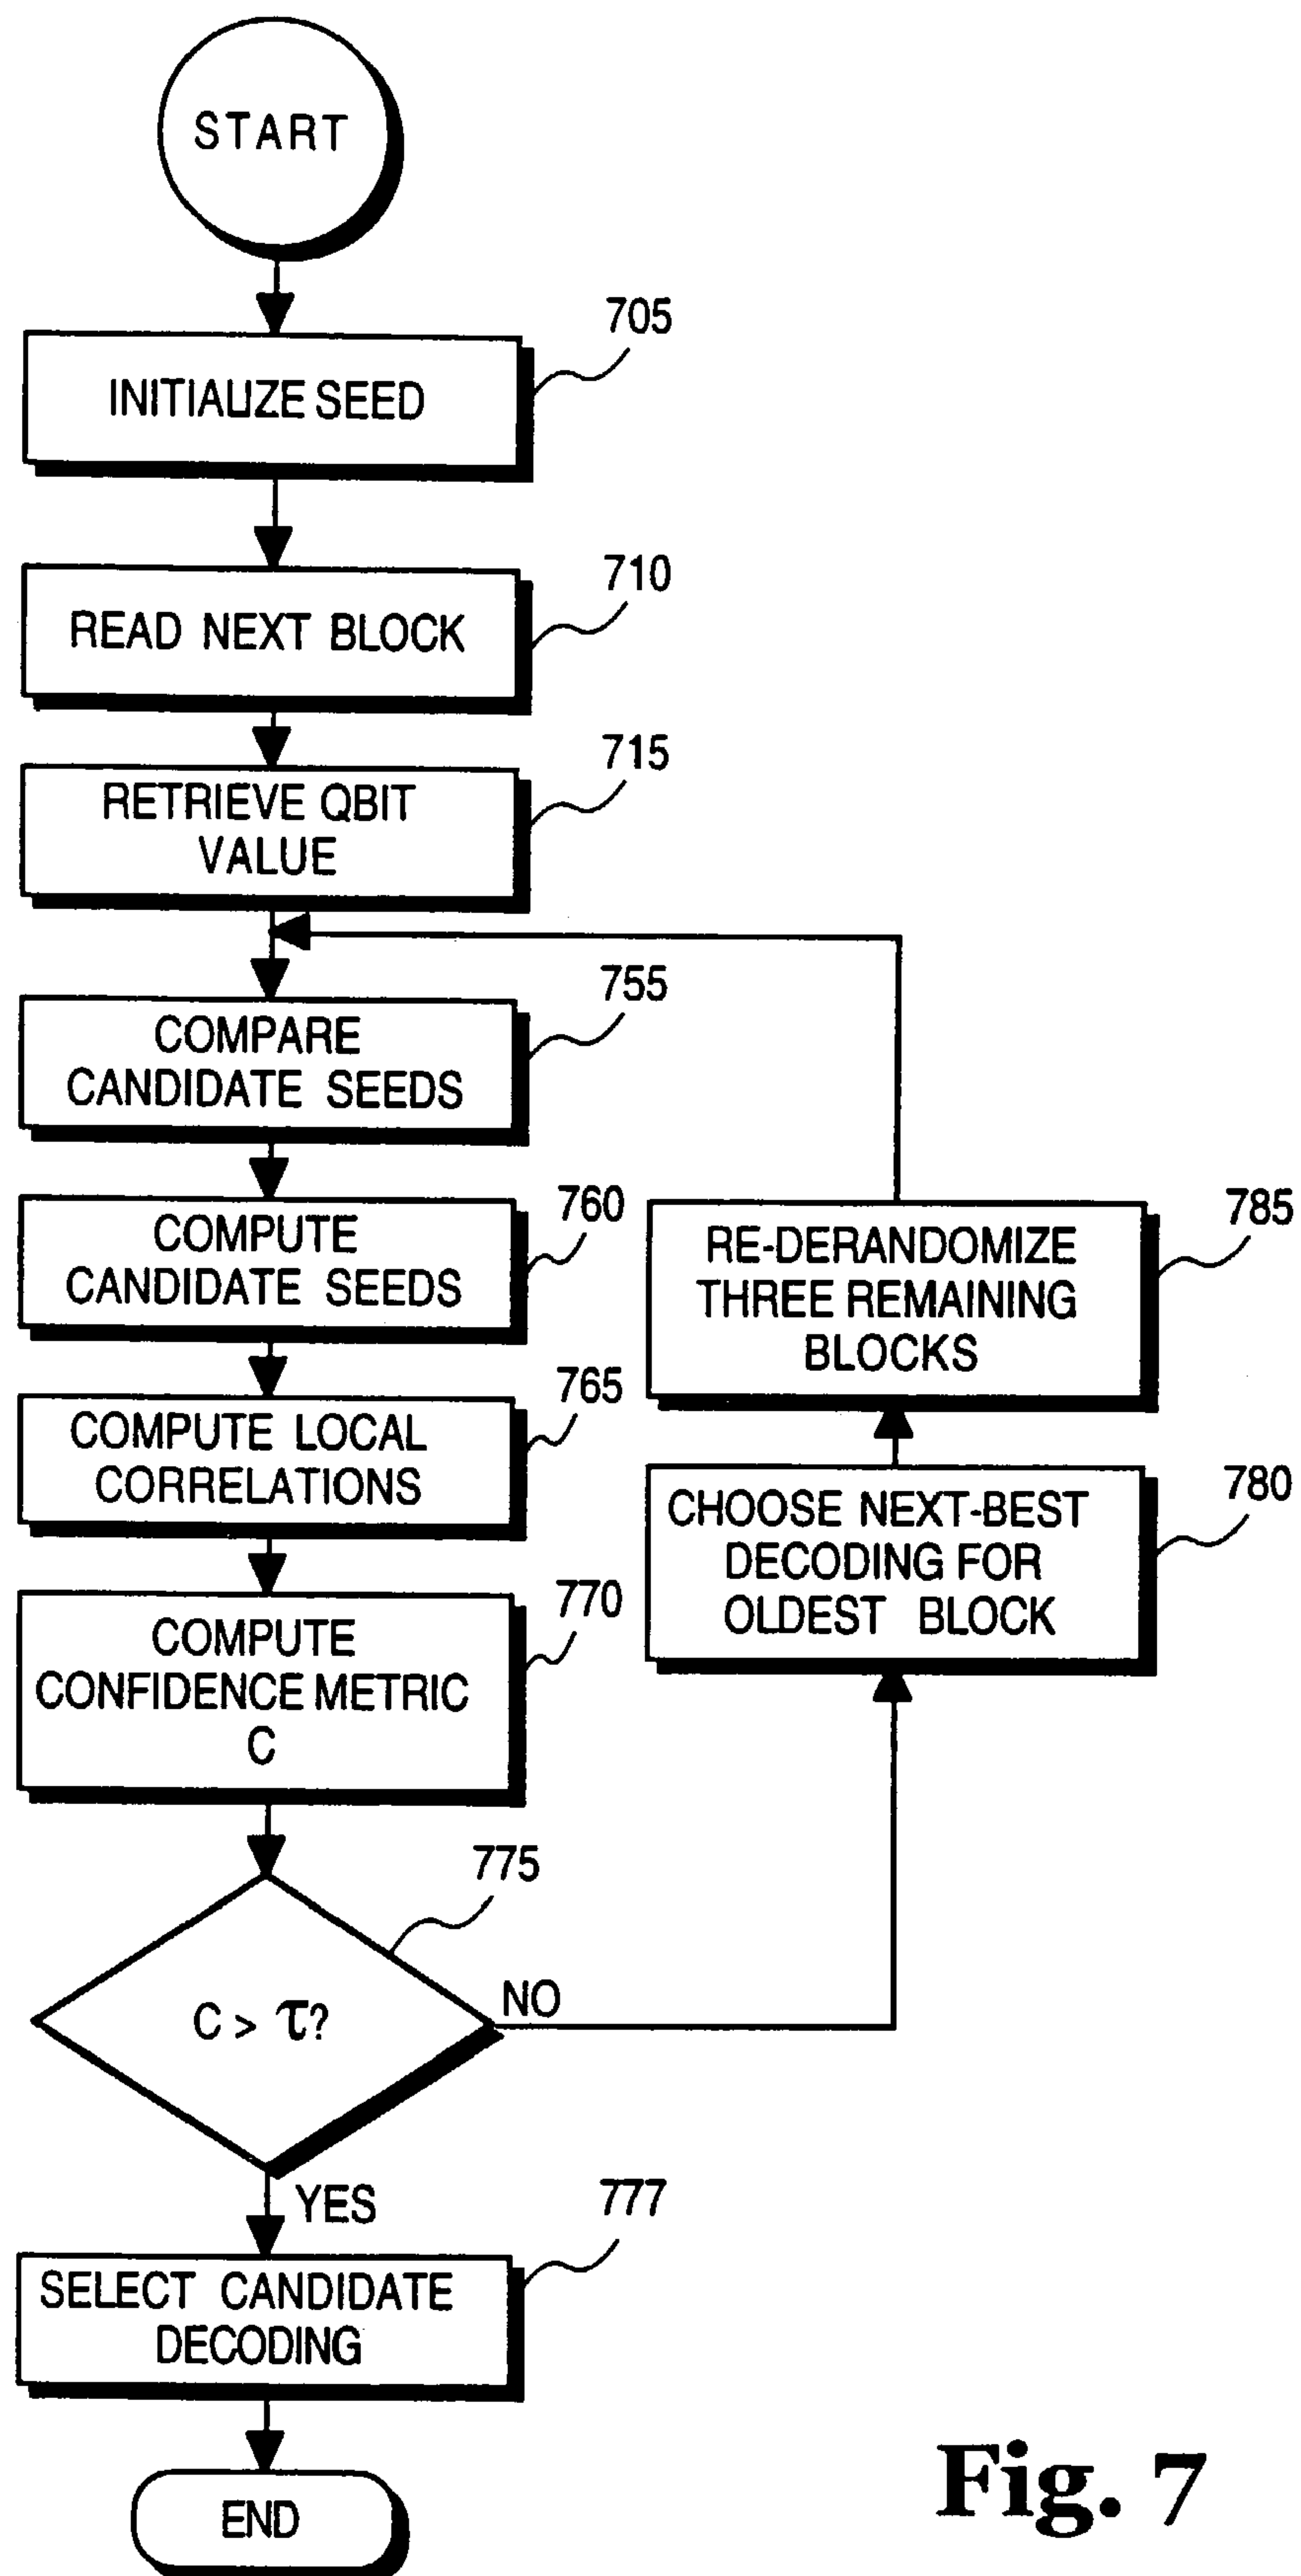 START
705
INITIALIZE SEED
710
READ NEXT BLOCK
715
RETRIEVE QBIT
VALUE
755
COMPARE
CANDIDATE SEEDS
760
COMPUTE
CANDIDATE SEEDS
785
RE-DERANDOMIZE
THREE REMAINING
BLOCKS
765
COMPUTE LOCAL
CORRELATIONS
780
CHOOSE NEXT-BEST
DECODING FOR
OLDEST BLOCK
770
COMPUTE
CONFIDENCE METRIC
C
775
C > τ?
NO
YES
777
SELECT CANDIDATE
DECODING
END
Fig. 7